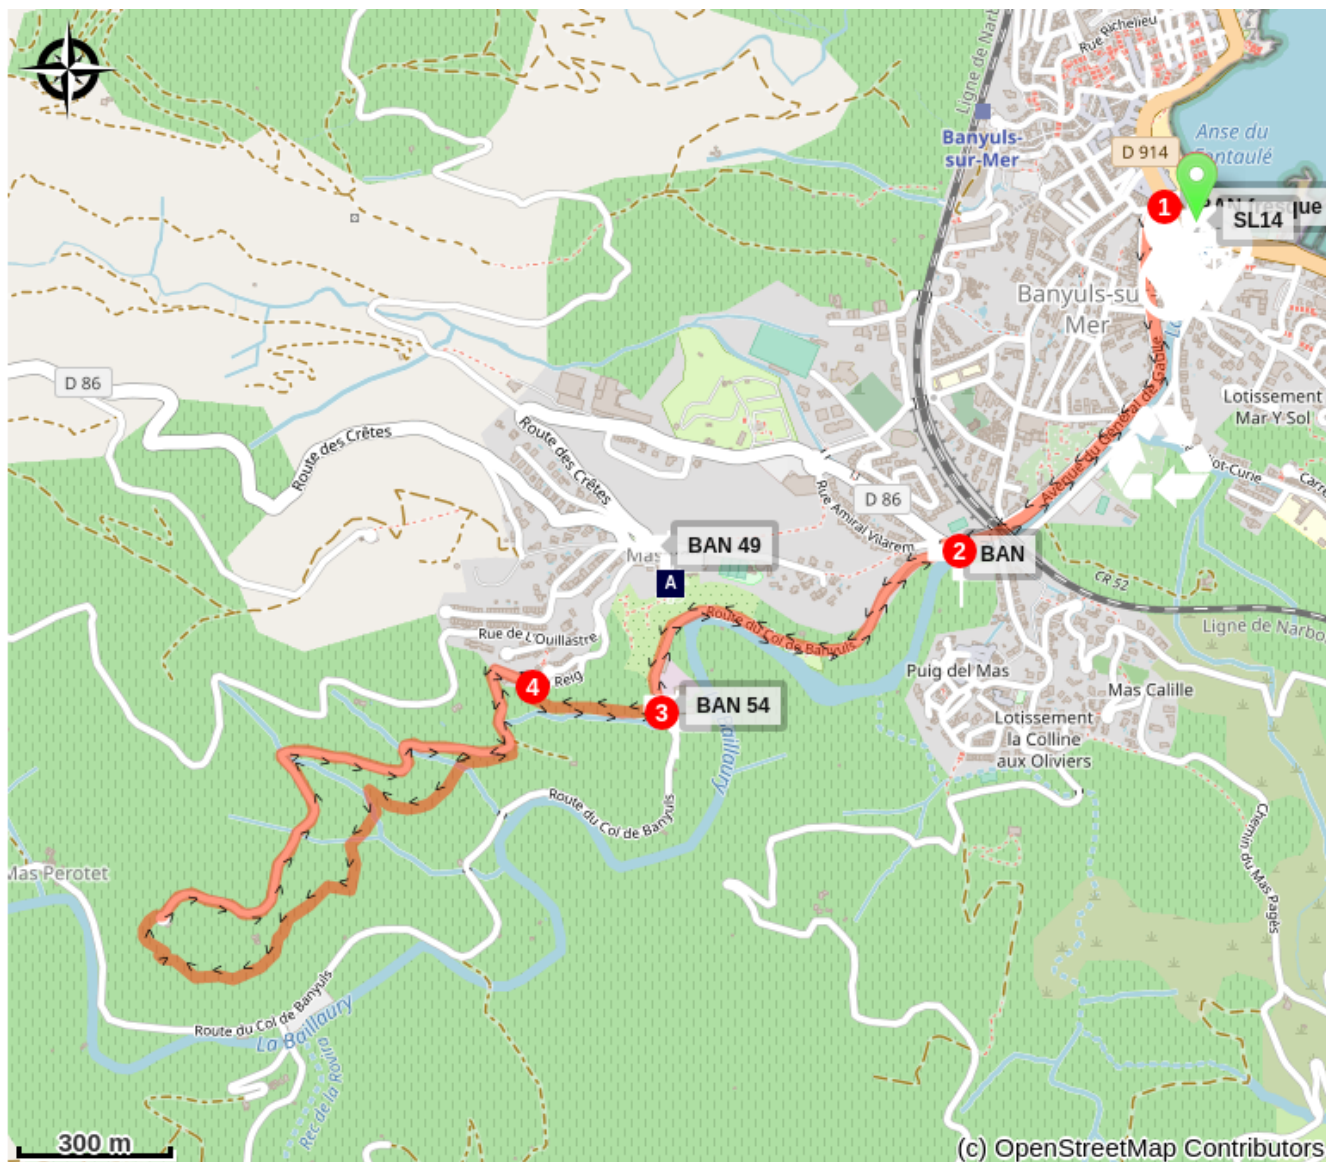 Rue Richelieu
Ligne de Narb
Banyuls-
sur-Mer
Anse du
Fontaulé
D 914
1
SL14
Banyuls-su
Mer
D 86
Lotissement
Mar Y Sol
Avenue du Général de Gaulle
Route des Crêtes
Route des Crêtes
D 86
Rue Amiral Vilarem
Carre
2
BAN
Mas
BAN 49
A
CR 52
Ligne de Narbo
Route du Col de Banyuls
Rue de L'Ouillastre
Reig
4
Puig del Mas
Mas Calille
3
BAN 54
Lotissement
la Colline
aux Oliviers
Baillaury
Route du Col de Banyuls
Chemin du Mas Pagès
Mas Perotet
Route du Col de Banyuls
La Baillaury
Rec de la Rovira
300 m
(c) OpenStreetMap Contributors